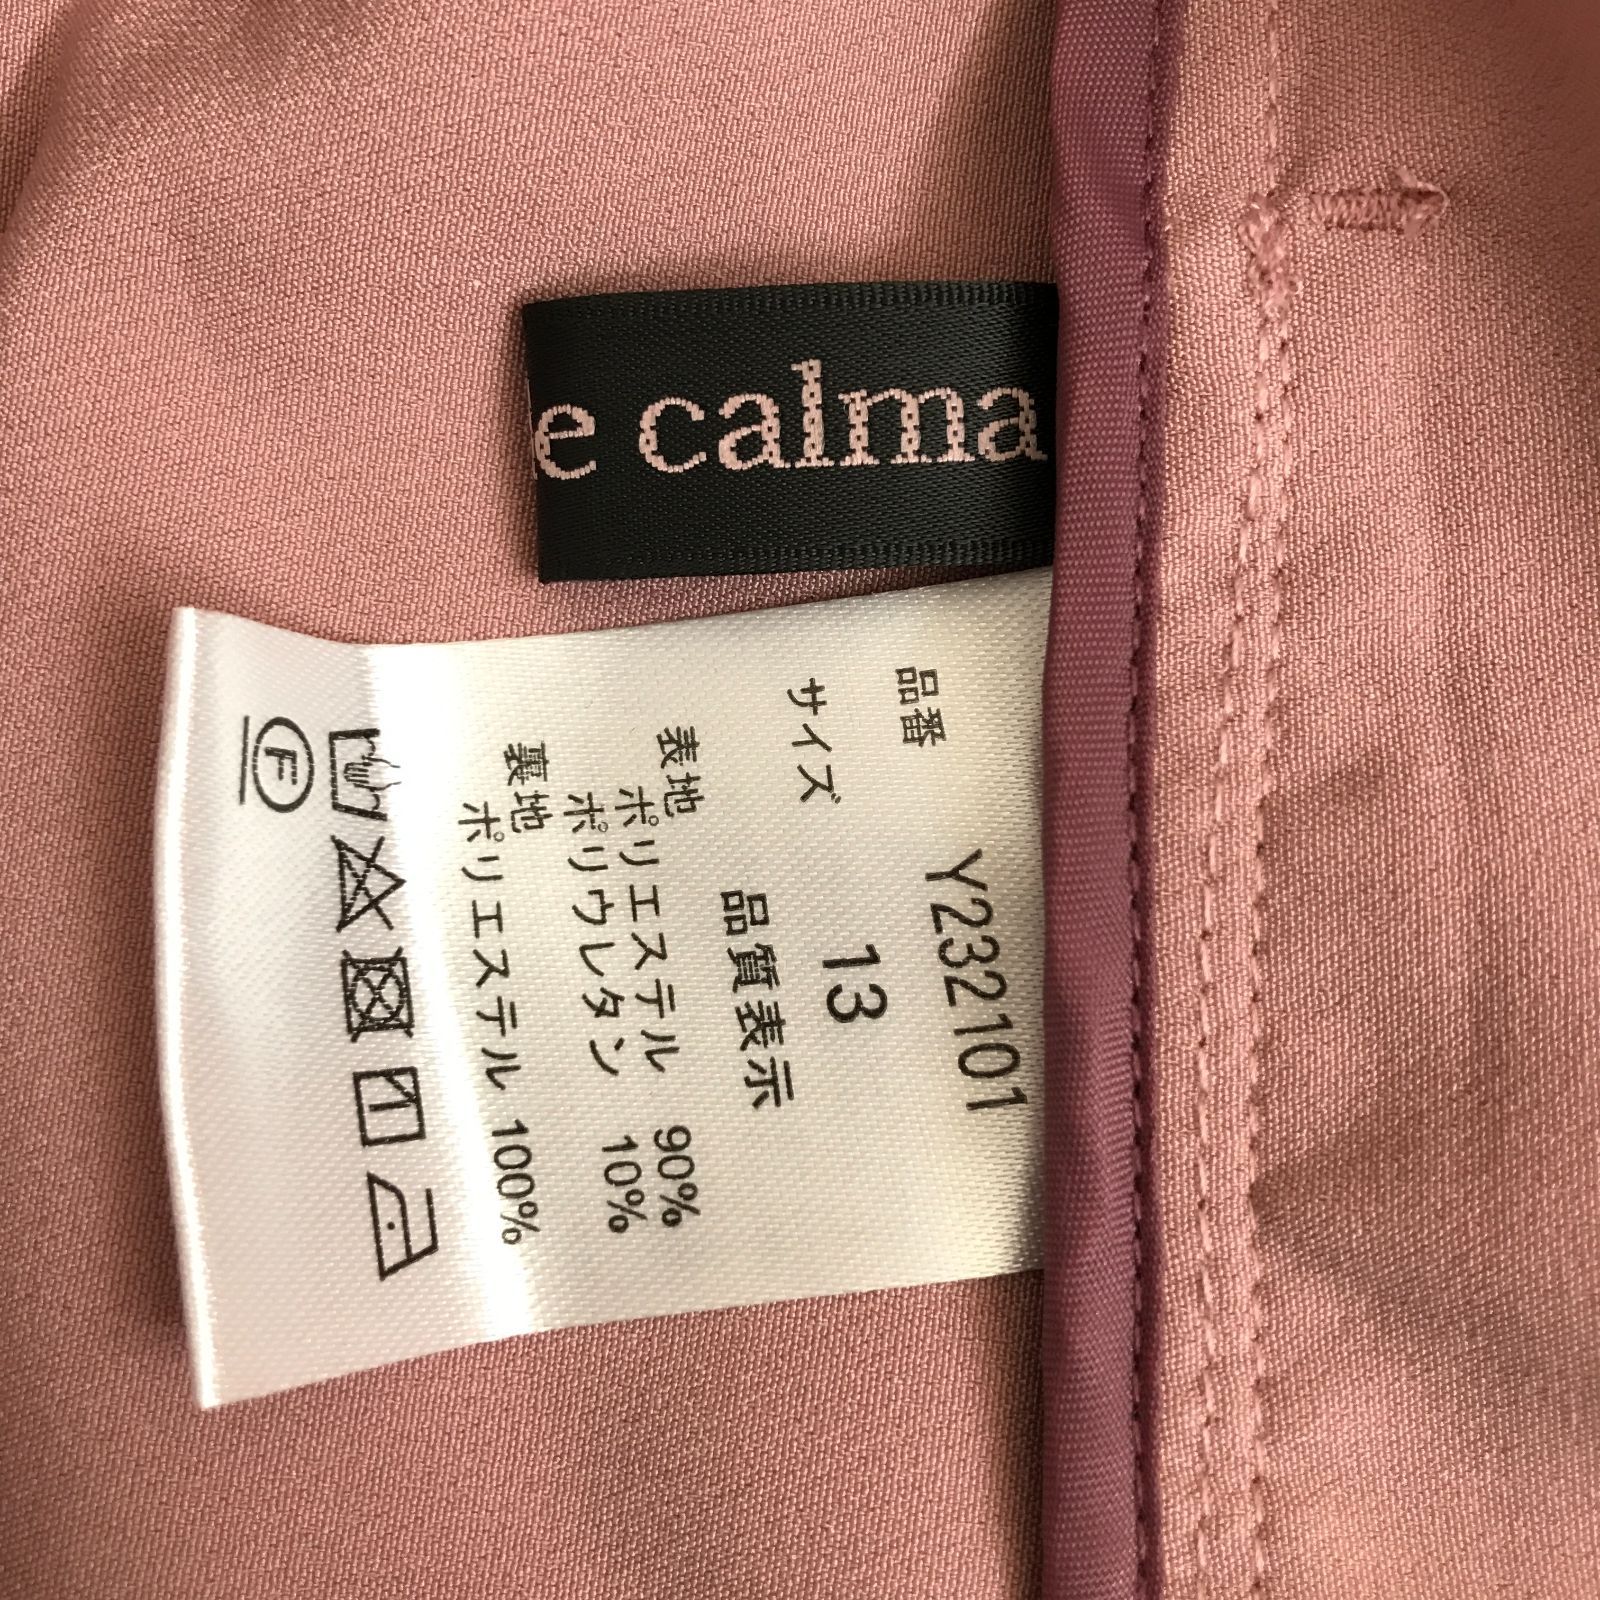 e calma
品番 Y232101
サイズ 13
品質表示
表地
ポリエステル 90%
ポリウレタン 10%
裏地
ポリエステル 100%
F